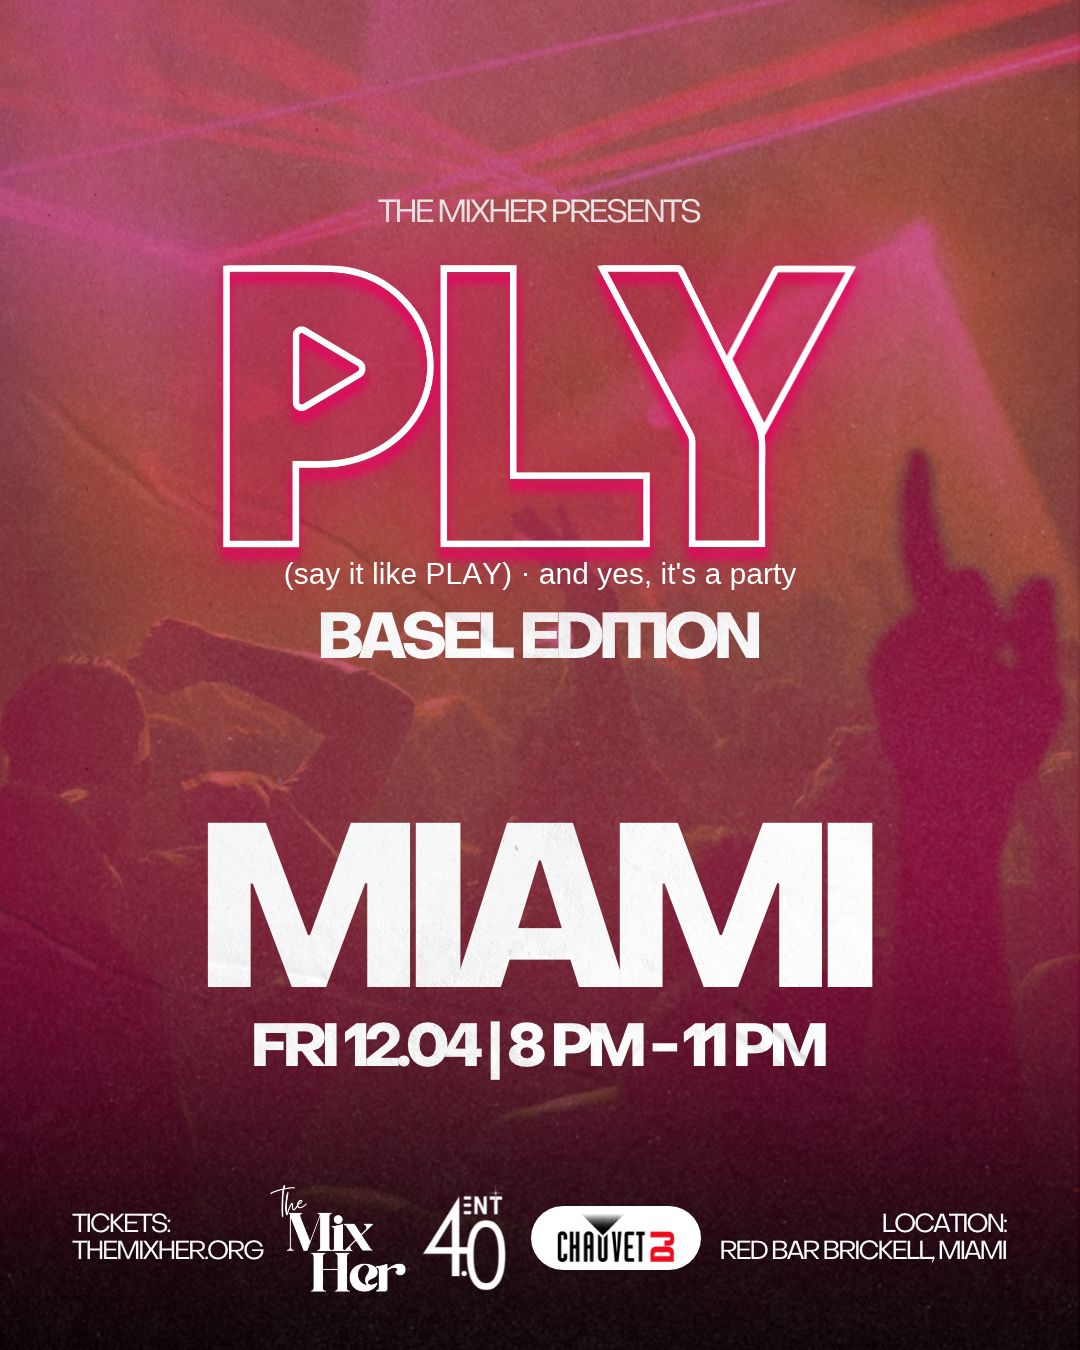 THE MIXHER PRESENTS
PLY
(say it like PLAY) · and yes, it's a party
BASEL EDITION
MIAMI
FRI 12.04 | 8 PM - 11 PM
TICKETS:
THEMIXHER.ORG
The
Mix
Her
ENT
4.0
CHAUVET DJ
LOCATION:
RED BAR BRICKELL, MIAMI